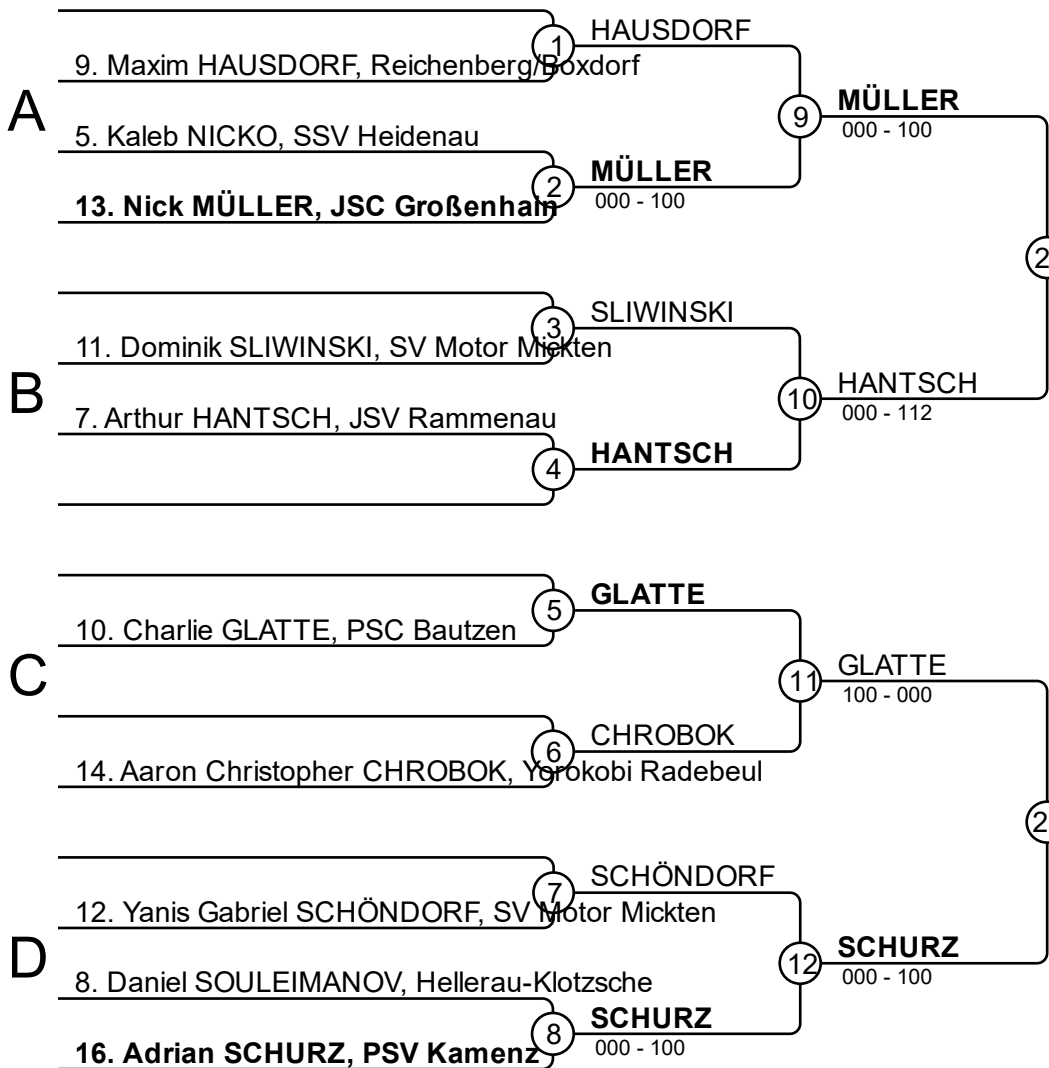 HAUSDORF
1
9. Maxim HAUSDORF, Reichenberg/Boxdorf
A
9
MÜLLER
000 - 100
5. Kaleb NICKO, SSV Heidenau
2
MÜLLER
000 - 100
13. Nick MÜLLER, JSC Großenhain
2
SLIWINSKI
3
11. Dominik SLIWINSKI, SV Motor Mickten
B
10
HANTSCH
000 - 112
7. Arthur HANTSCH, JSV Rammenau
4
HANTSCH
GLATTE
5
10. Charlie GLATTE, PSC Bautzen
C
11
GLATTE
100 - 000
CHROBOK
6
14. Aaron Christopher CHROBOK, Yorokobi Radebeul
2
SCHÖNDORF
7
12. Yanis Gabriel SCHÖNDORF, SV Motor Mickten
D
12
SCHURZ
000 - 100
8. Daniel SOULEIMANOV, Hellerau-Klotzsche
8
SCHURZ
000 - 100
16. Adrian SCHURZ, PSV Kamenz